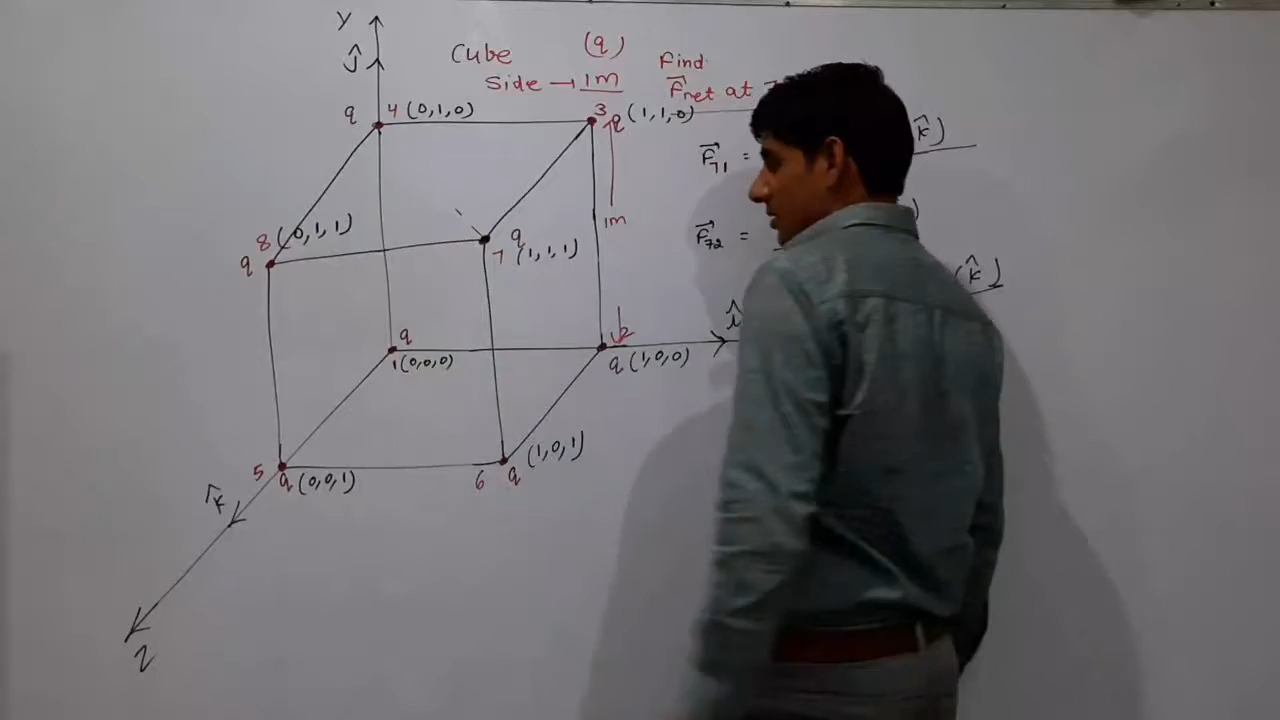 Y
ĵ
Cube (q) Find
Side → 1m F⃗net at 7
q 4 (0,1,0)
3 q (1,1,0)
F⃗71 = k̂)
1m
8 (0,1,1)
q
q
7 (1,1,1)
F⃗72 = )
(k̂)
î
q
1 (0,0,0)
2
q (1,0,0)
5 q (0,0,1)
6 q (1,0,1)
k̂
Z